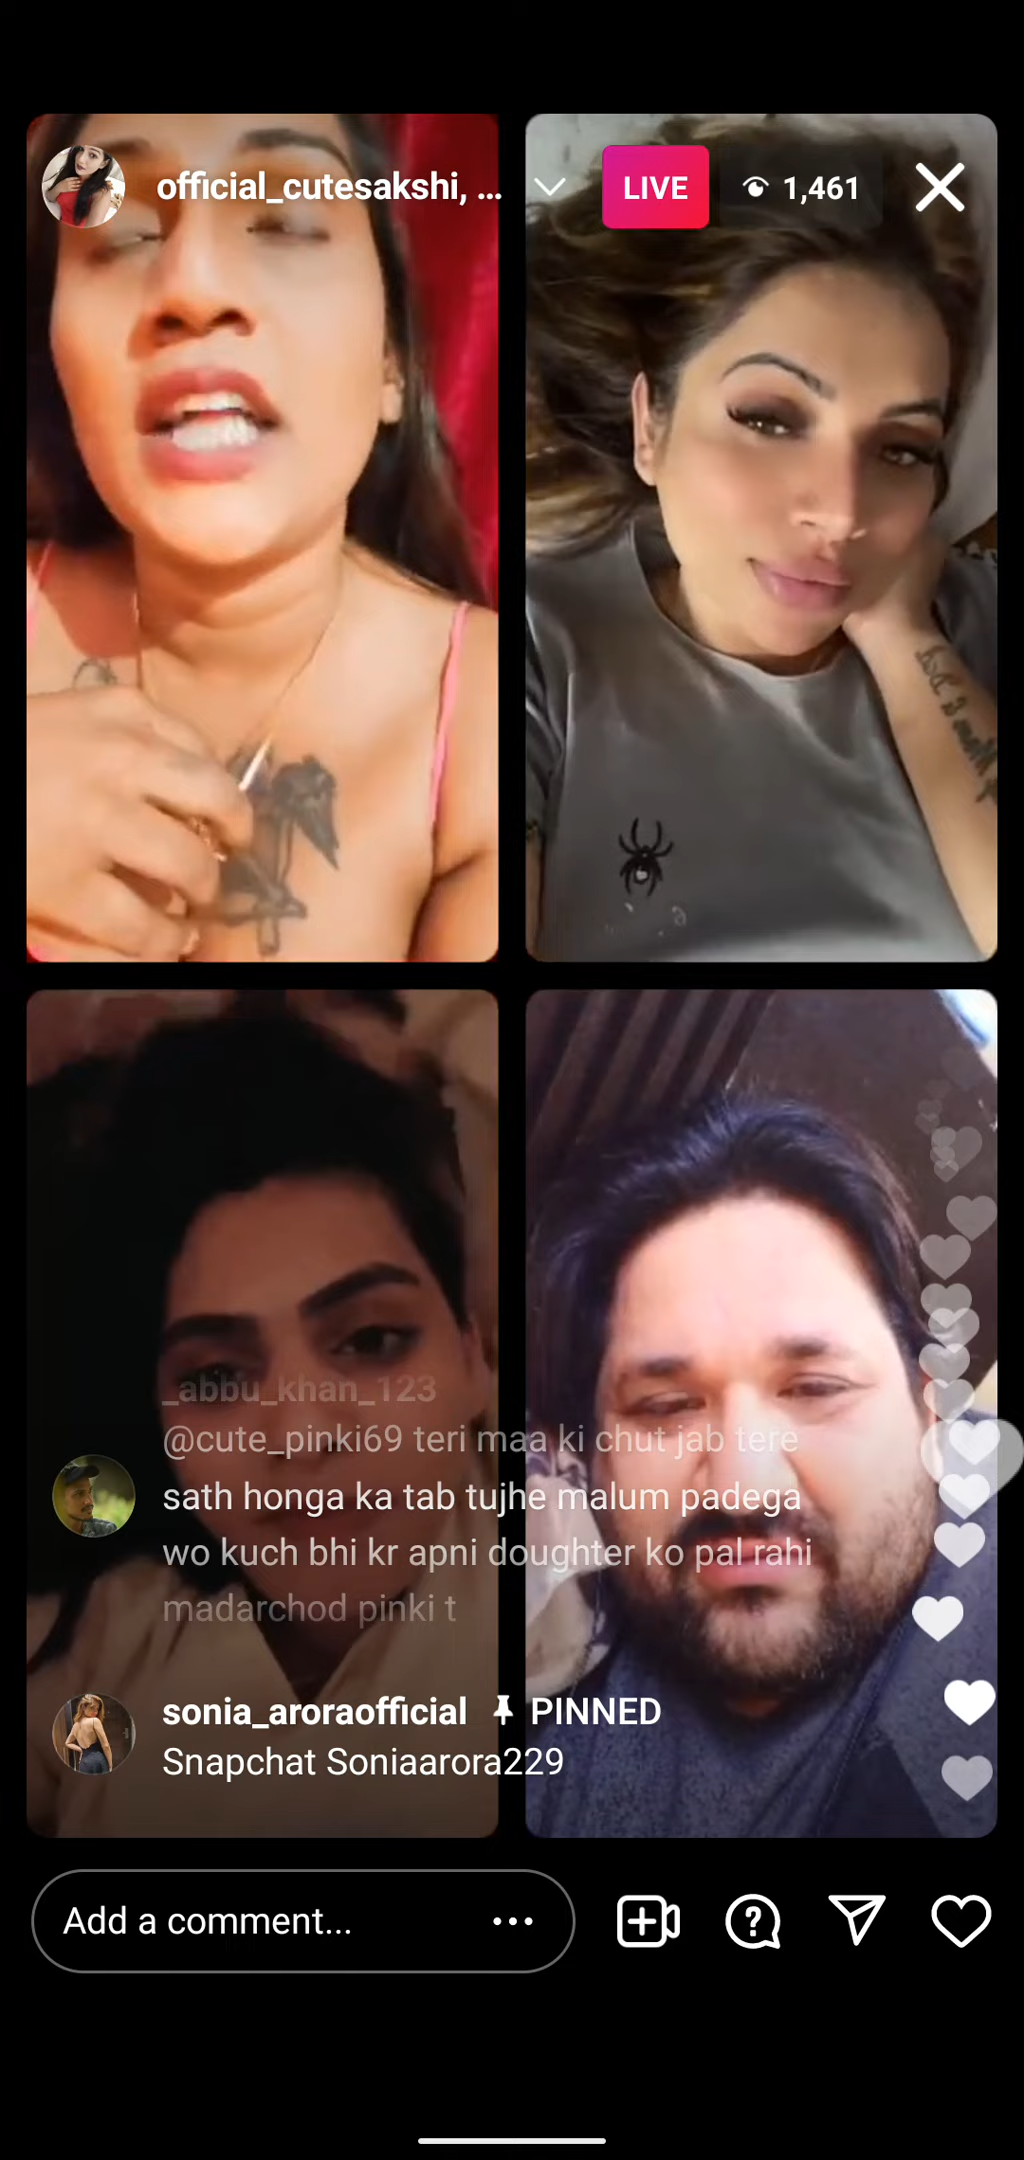 official_cutesakshi, ...
LIVE
1,461
_abbu_khan_123
@cute_pinki69 teri maa ki chut jab tere
sath honga ka tab tujhe malum padega
wo kuch bhi kr apni doughter ko pal rahi
madarchod pinki t
sonia_aroraofficial PINNED
Snapchat Soniaarora229
Add a comment...